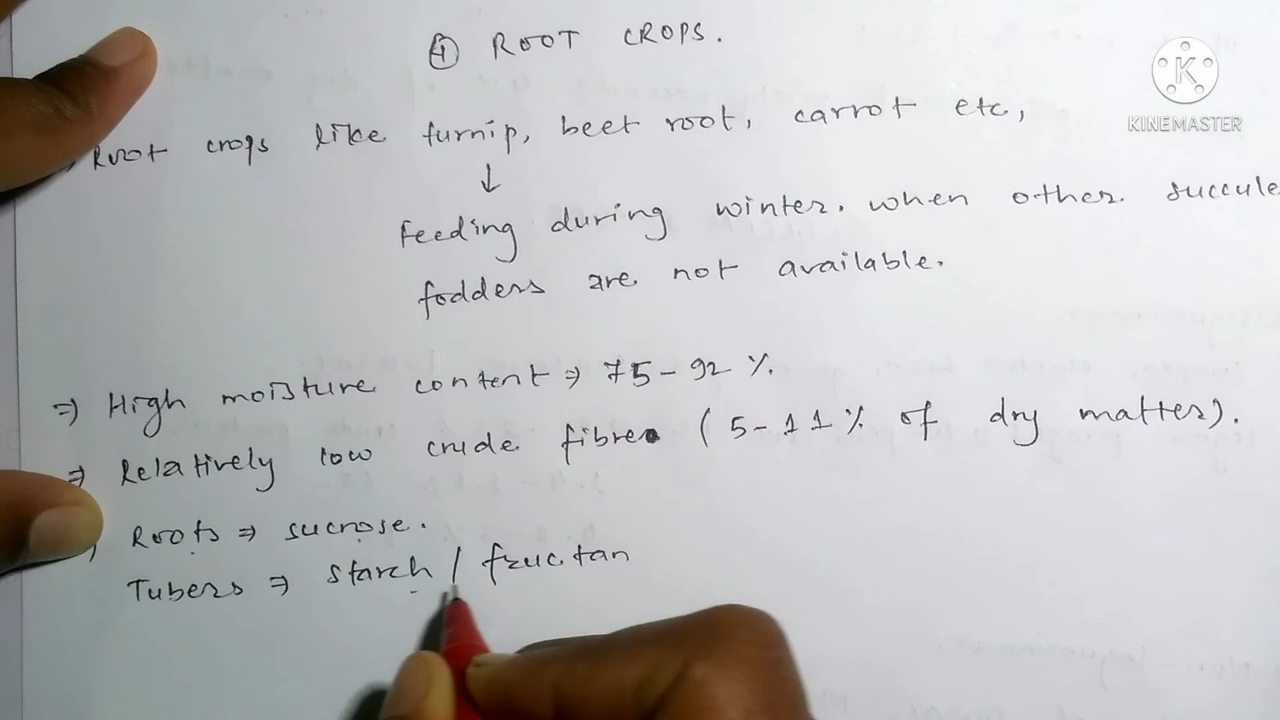 ④ ROOT CROPS.
Root crops like turnip, beet root, carrot etc,
↓
feeding during winter. when other succule
fodders are not available.
⇒ High moisture content ⇒ 75-92 %.
⇒ Relatively low crude fibre (5-11% of dry matter).
Roots ⇒ sucrose.
Tubers ⇒ starch / fructan
K
KINEMASTER